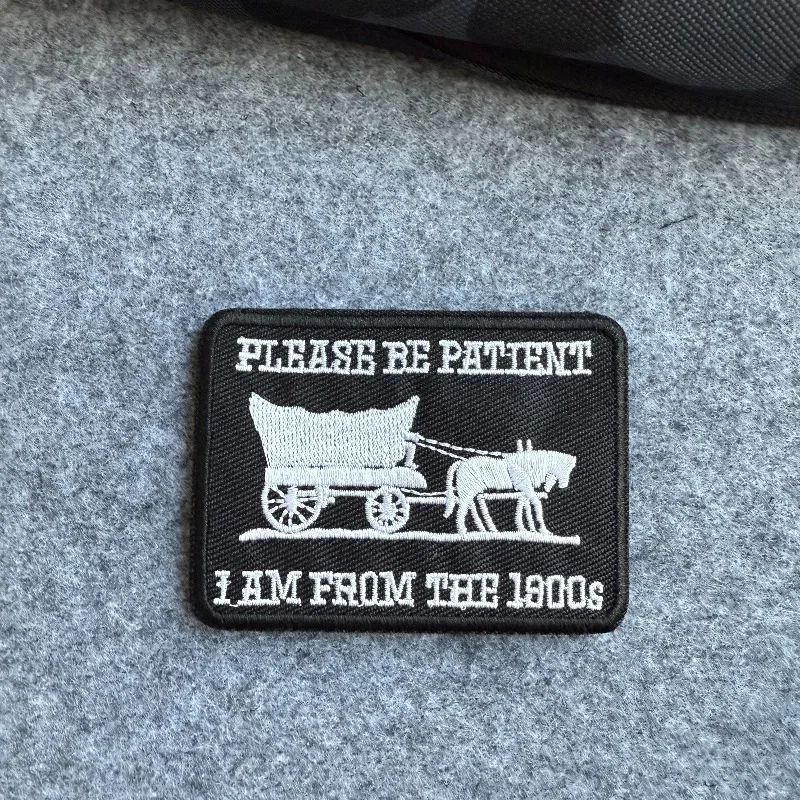 PLEASE BE PATIENT
I AM FROM THE 1900s